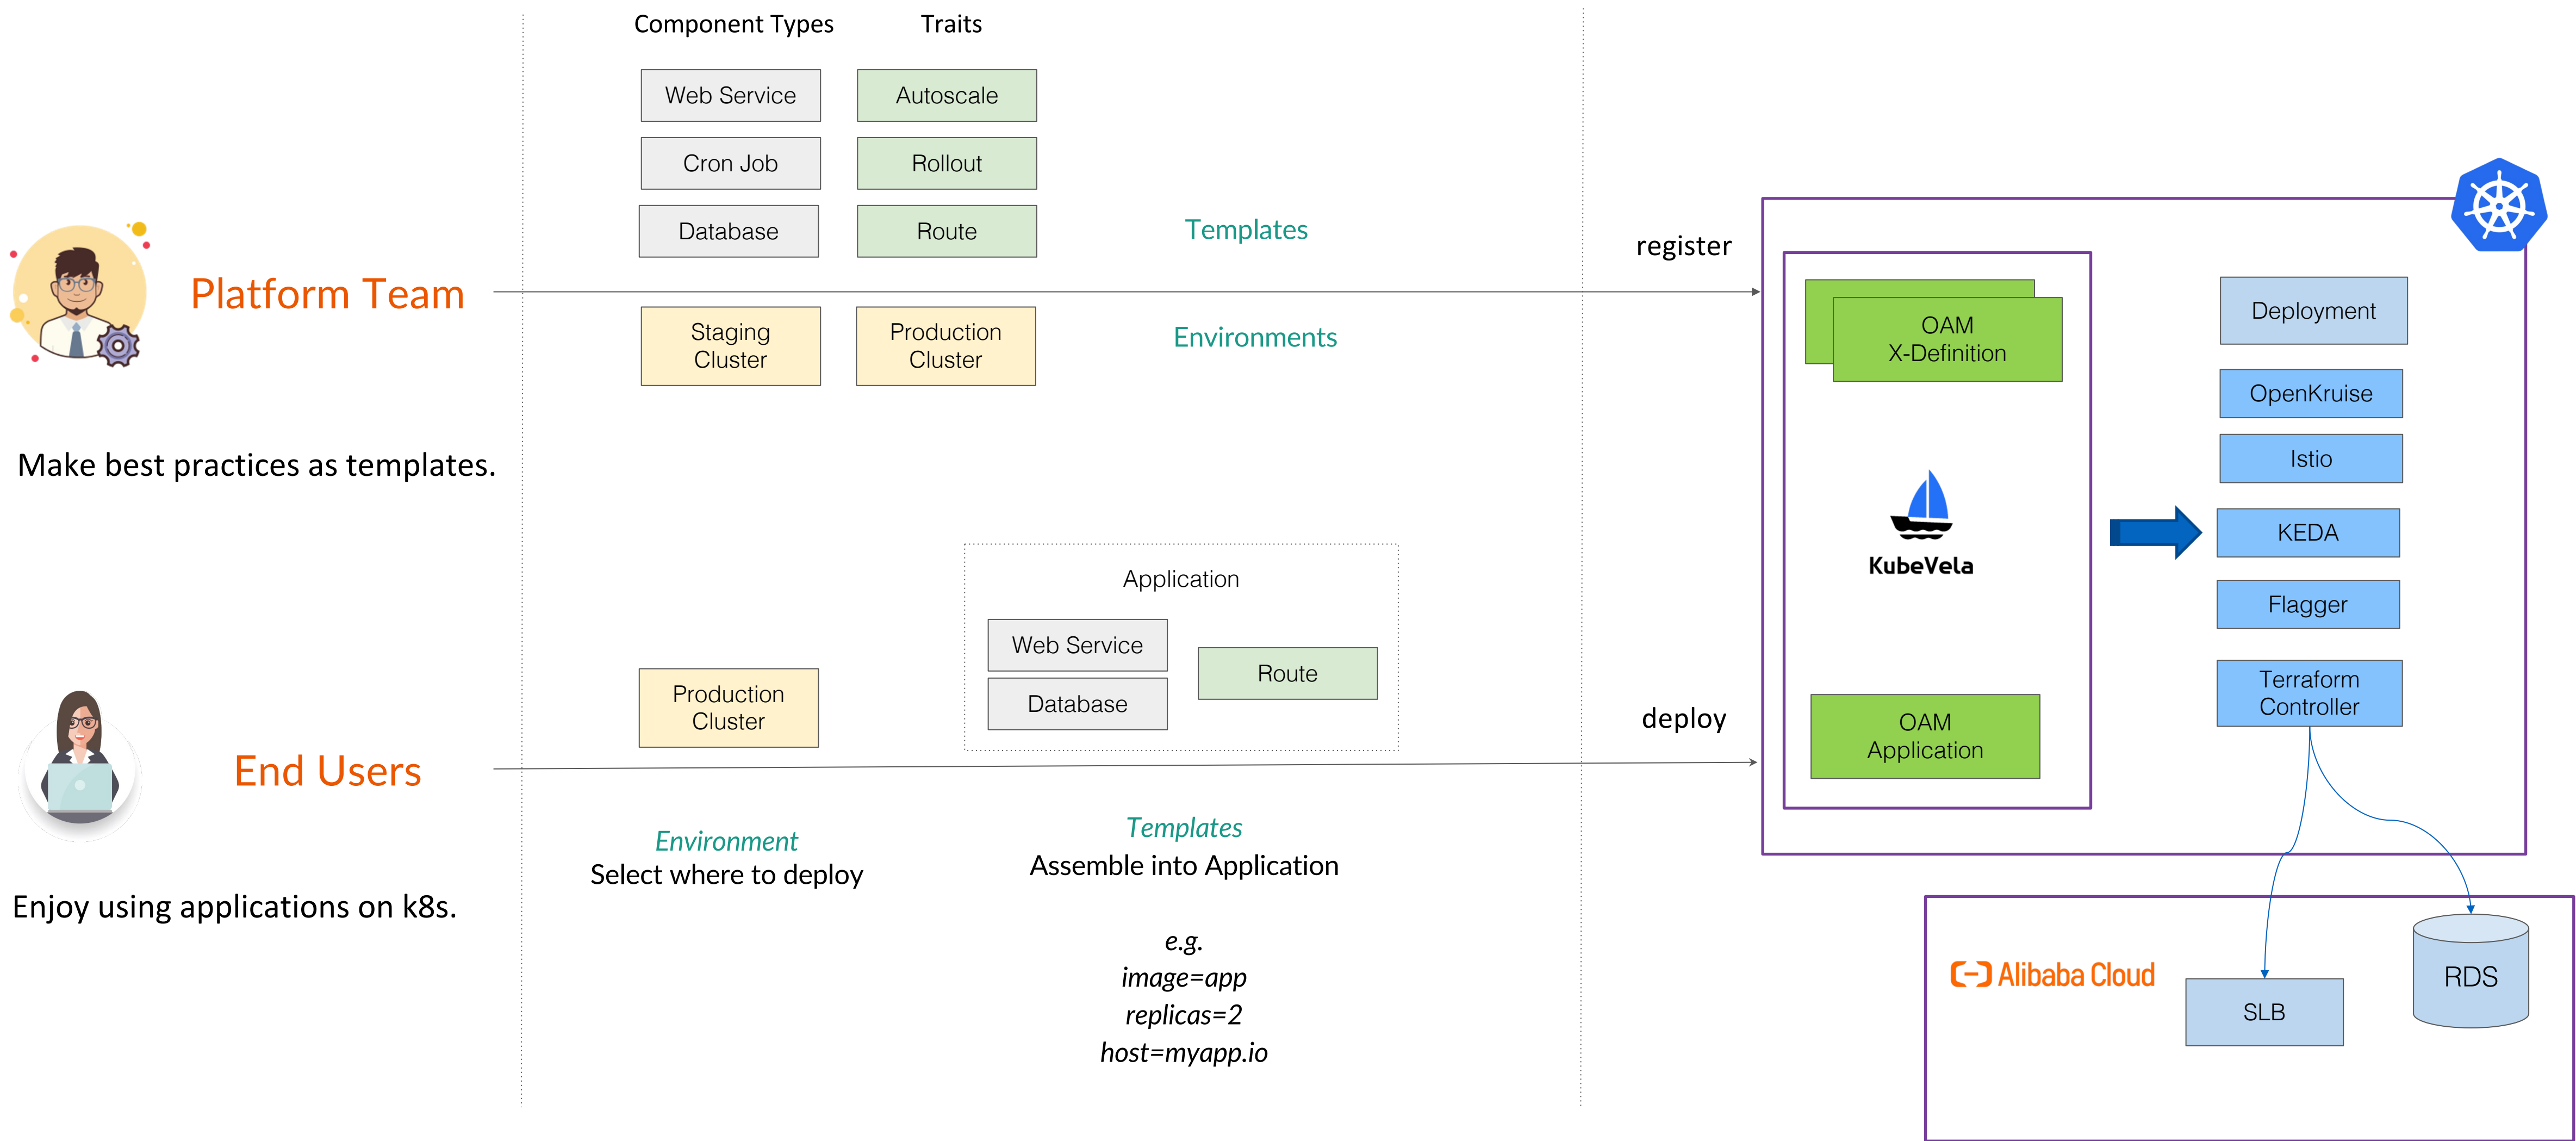 Component Types
Traits
Web Service
Autoscale
Cron Job
Rollout
Database
Route
Templates
register
Platform Team
Staging
Cluster
Production
Cluster
Environments
Make best practices as templates.
Application
Web Service
Database
Route
Production
Cluster
deploy
End Users
Environment
Select where to deploy
Templates
Assemble into Application
Enjoy using applications on k8s.
e.g.
image=app
replicas=2
host=myapp.io
OAM
X-Definition
KubeVela
OAM
Application
Deployment
OpenKruise
Istio
KEDA
Flagger
Terraform
Controller
Alibaba Cloud
SLB
RDS